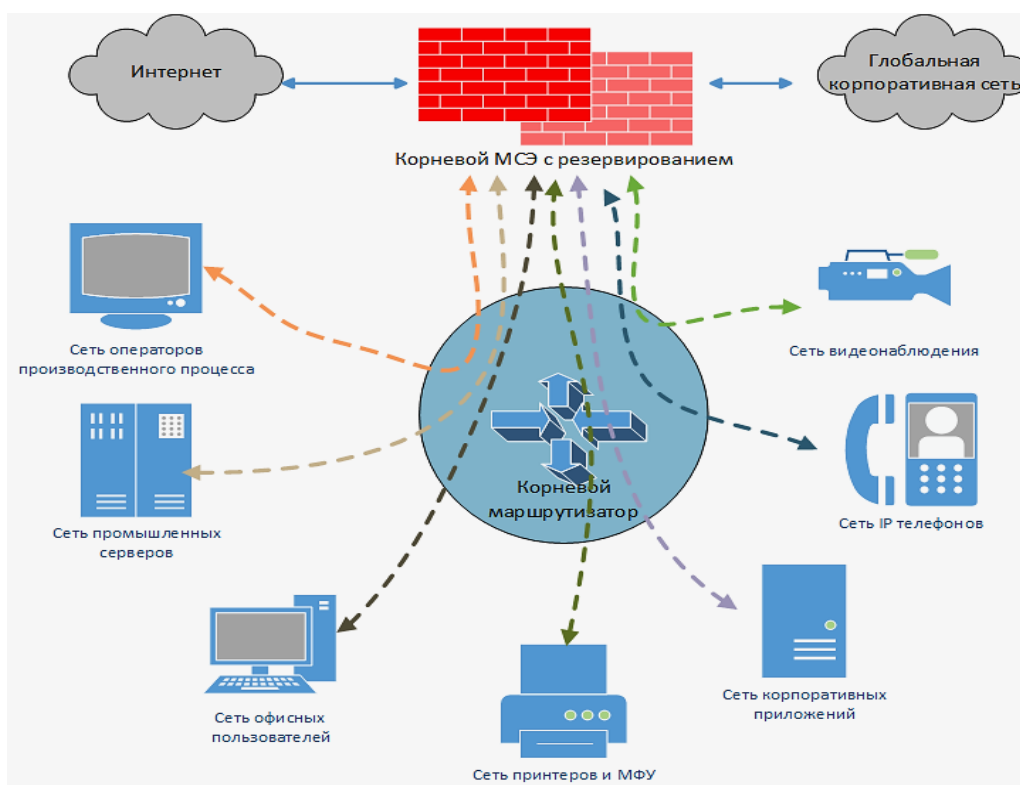 Интернет
Глобальная
корпоративная сеть
Корневой МСЭ с резервированием
Сеть операторов
производственного процесса
Сеть видеонаблюдения
Сеть промышленных
серверов
Корневой
маршрутизатор
Сеть IP телефонов
Сеть офисных
пользователей
Сеть принтеров и МФУ
Сеть корпоративных
приложений